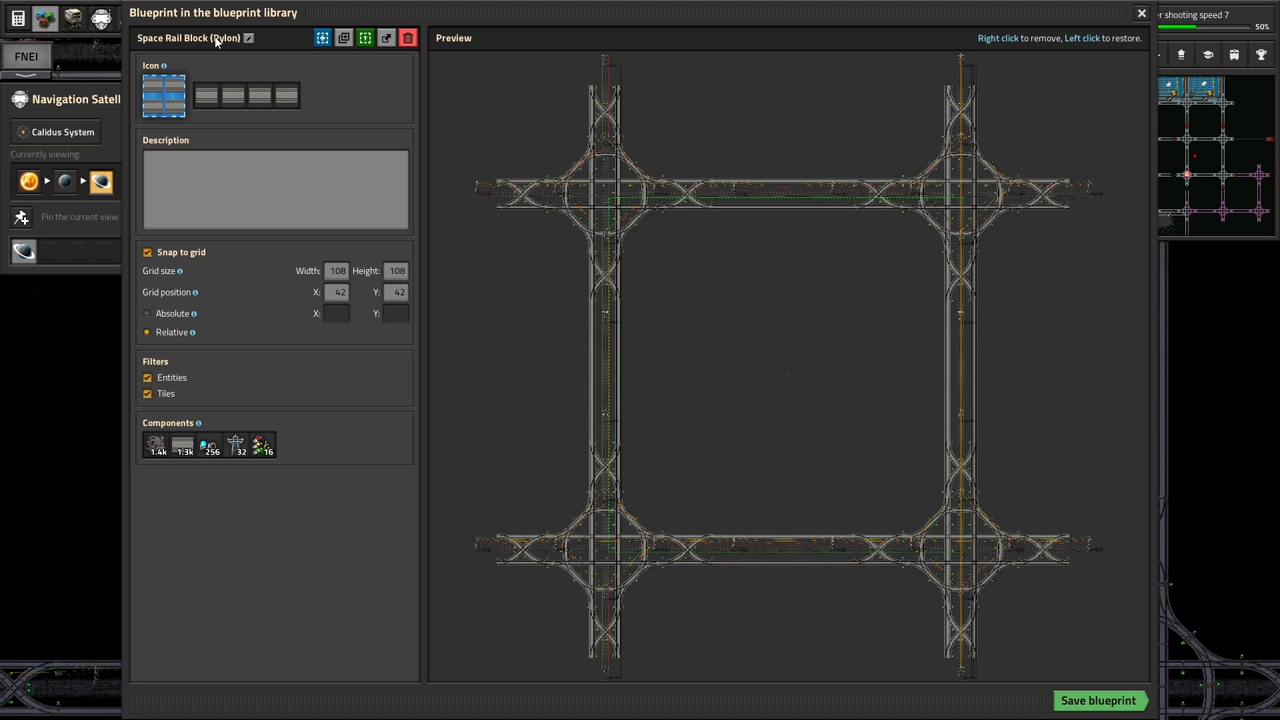 Blueprint in the blueprint library
er shooting speed 7
50%
FNEI
Navigation Satell
Calidus System
Currently viewing:
Pin the current view
Space Rail Block (Pylon)
Icon
Description
Snap to grid
Grid size
Width: 108 Height: 108
Grid position
X: 42 Y: 42
Absolute
X: Y:
Relative
Filters
Entities
Tiles
Components
1.4k 1.3k 256 32 16
Preview
Right click to remove, Left click to restore.
Save blueprint